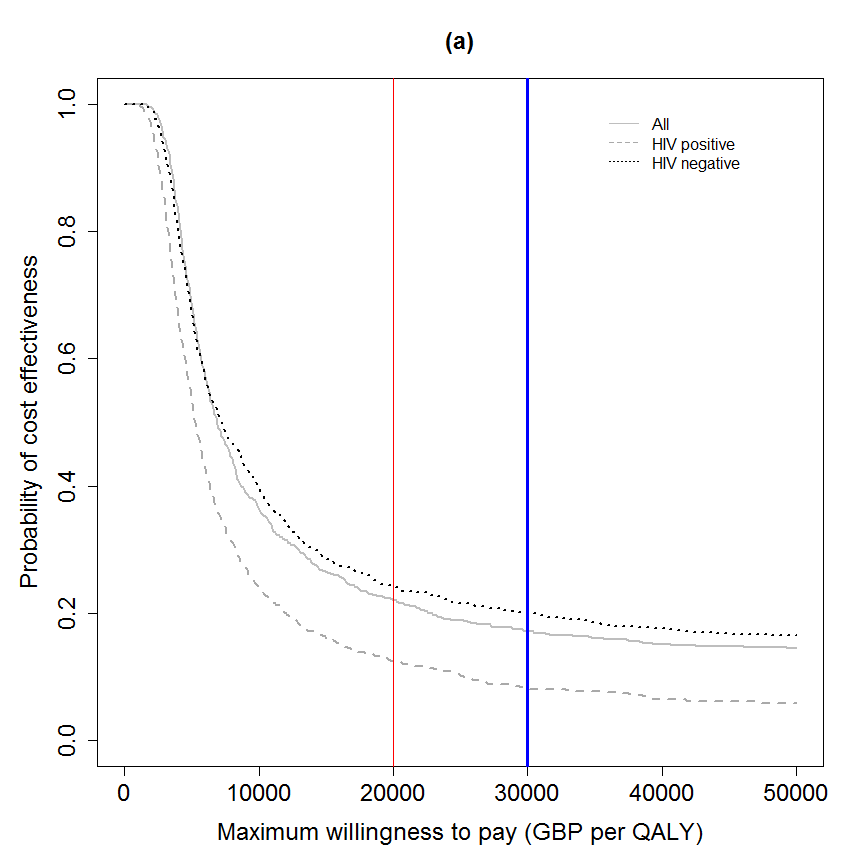 (a)
All
HIV positive
HIV negative
Probability of cost effectiveness
1.0
0.8
0.6
0.4
0.2
0.0
0 10000 20000 30000 40000 50000
Maximum willingness to pay (GBP per QALY)